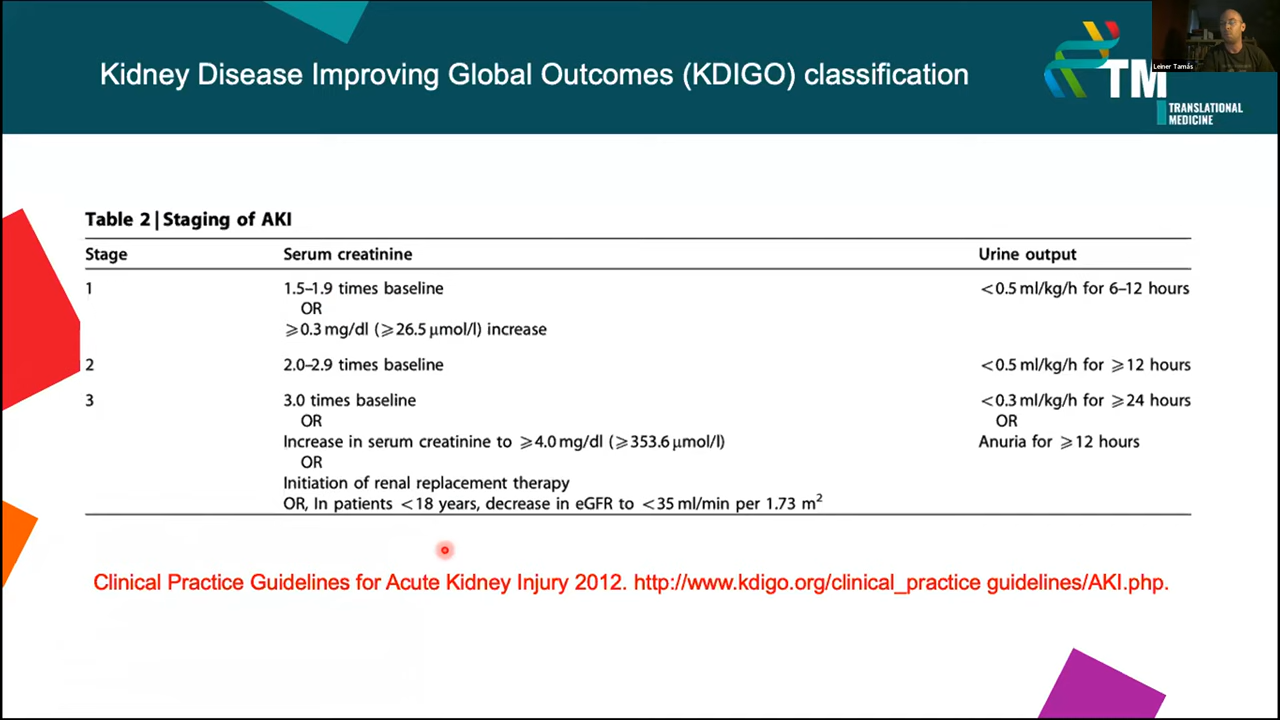 Kidney Disease Improving Global Outcomes (KDIGO) classification
TM
TRANSLATIONAL
MEDICINE
Leiner Tamás
Table 2 | Staging of AKI
Stage Serum creatinine Urine output
1 1.5–1.9 times baseline <0.5 ml/kg/h for 6–12 hours
OR
⩾0.3 mg/dl (⩾26.5 μmol/l) increase
2 2.0–2.9 times baseline <0.5 ml/kg/h for ⩾12 hours
3 3.0 times baseline <0.3 ml/kg/h for ⩾24 hours
OR OR
Increase in serum creatinine to ⩾4.0 mg/dl (⩾353.6 μmol/l) Anuria for ⩾12 hours
OR
Initiation of renal replacement therapy
OR, In patients <18 years, decrease in eGFR to <35 ml/min per 1.73 m²
Clinical Practice Guidelines for Acute Kidney Injury 2012. http://www.kdigo.org/clinical_practice guidelines/AKI.php.